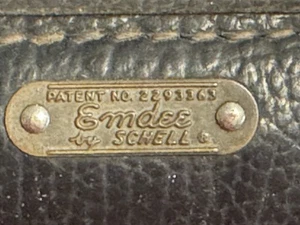 PATENT NO. 2293363
Emdee
by SCHELL ®